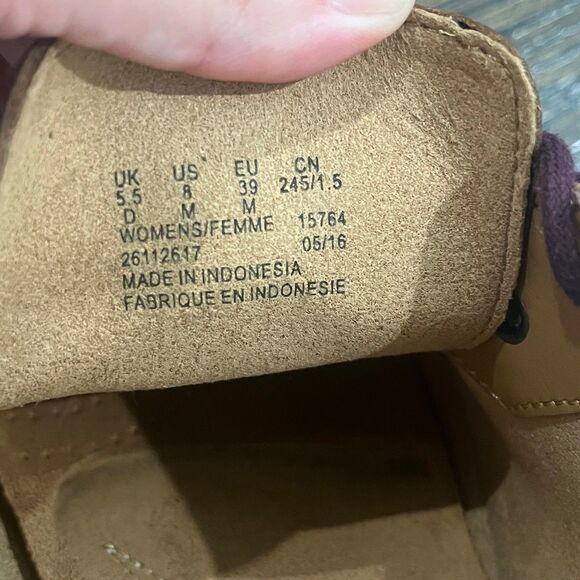 UK US EU CN
5.5 8 39 245/1.5
D M M
WOMENS/FEMME 15764
26112617 05/16
MADE IN INDONESIA
FABRIQUE EN INDONESIE